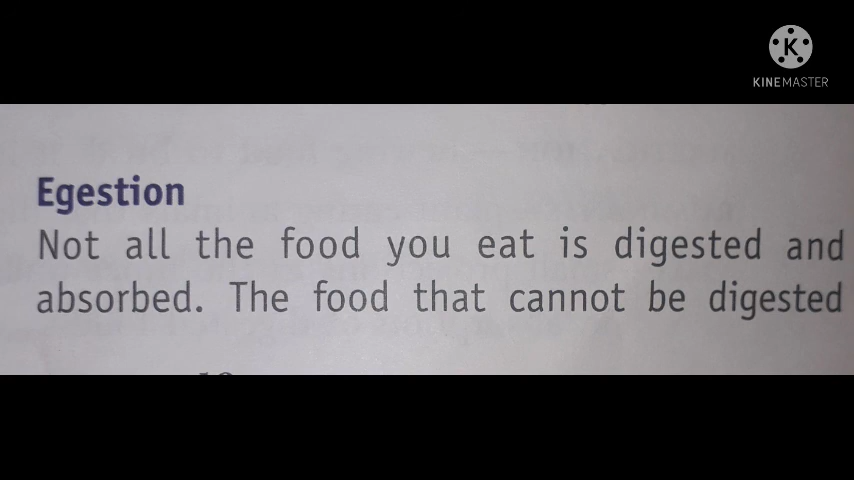 K
KINEMASTER
Egestion
Not all the food you eat is digested and
absorbed. The food that cannot be digested